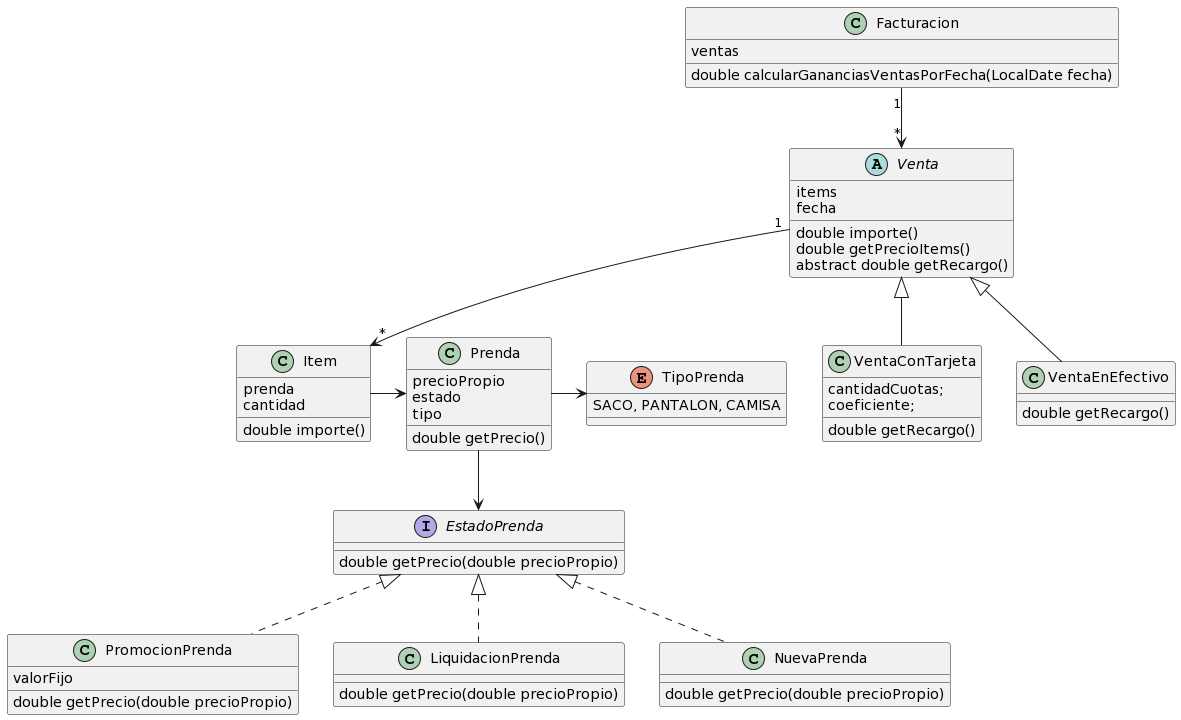 C Facturacion
ventas
double calcularGananciasVentasPorFecha(LocalDate fecha)
1
*
A Venta
items
fecha
double importe()
double getPrecioItems()
abstract double getRecargo()
1
*
C Item
prenda
cantidad
double importe()
C Prenda
precioPropio
estado
tipo
double getPrecio()
E TipoPrenda
SACO, PANTALON, CAMISA
C VentaConTarjeta
cantidadCuotas;
coeficiente;
double getRecargo()
C VentaEnEfectivo
double getRecargo()
I EstadoPrenda
double getPrecio(double precioPropio)
C PromocionPrenda
valorFijo
double getPrecio(double precioPropio)
C LiquidacionPrenda
double getPrecio(double precioPropio)
C NuevaPrenda
double getPrecio(double precioPropio)